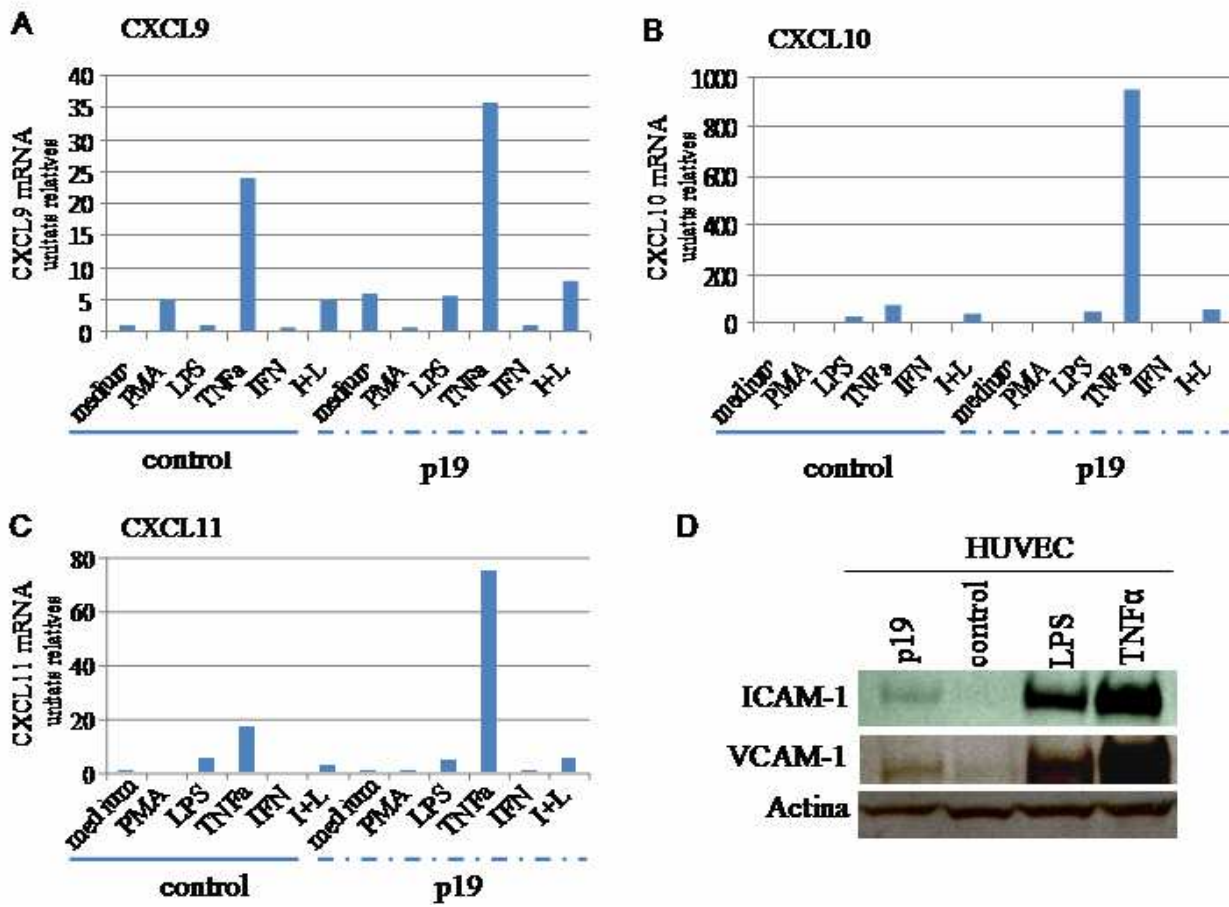 A CXCL9
CXCL9 mRNA
unitats relatives
40
35
30
25
20
15
10
5
0
medium PMA LPS TNFa IFN I+L medium PMA LPS TNFa IFN I+L
control p19
B CXCL10
CXCL10 mRNA
unitats relatives
1000
800
600
400
200
0
medium PMA LPS TNFa IFN I+L medium PMA LPS TNFa IFN I+L
control p19
C CXCL11
CXCL11 mRNA
unitats relatives
80
60
40
20
0
medium PMA LPS TNFa IFN I+L medium PMA LPS TNFa IFN I+L
control p19
D
HUVEC
p19 control LPS TNFα
ICAM-1
VCAM-1
Actina